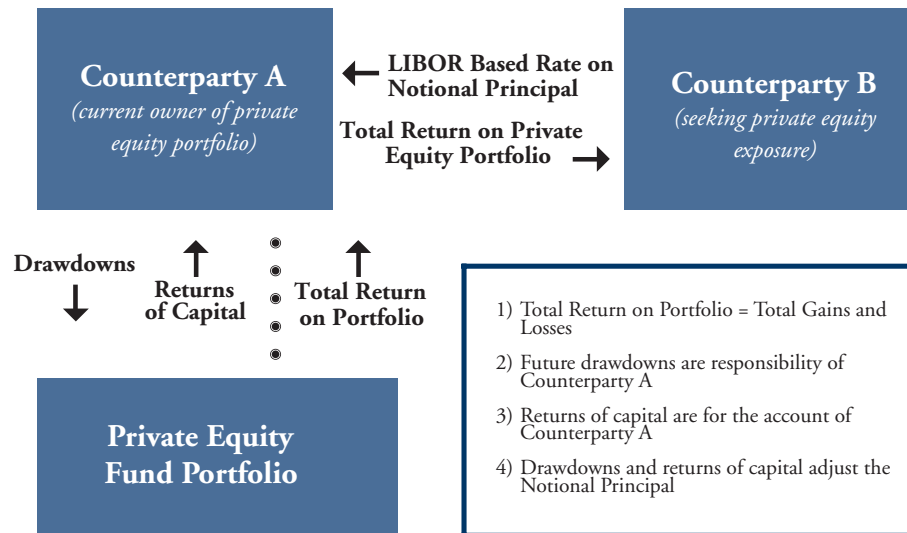 Counterparty A
(current owner of private
equity portfolio)
LIBOR Based Rate on
Notional Principal
Total Return on Private
Equity Portfolio
Counterparty B
(seeking private equity
exposure)
Drawdowns
Returns
of Capital
Total Return
on Portfolio
Private Equity
Fund Portfolio
1) Total Return on Portfolio = Total Gains and
Losses
2) Future drawdowns are responsibility of
Counterparty A
3) Returns of capital are for the account of
Counterparty A
4) Drawdowns and returns of capital adjust the
Notional Principal